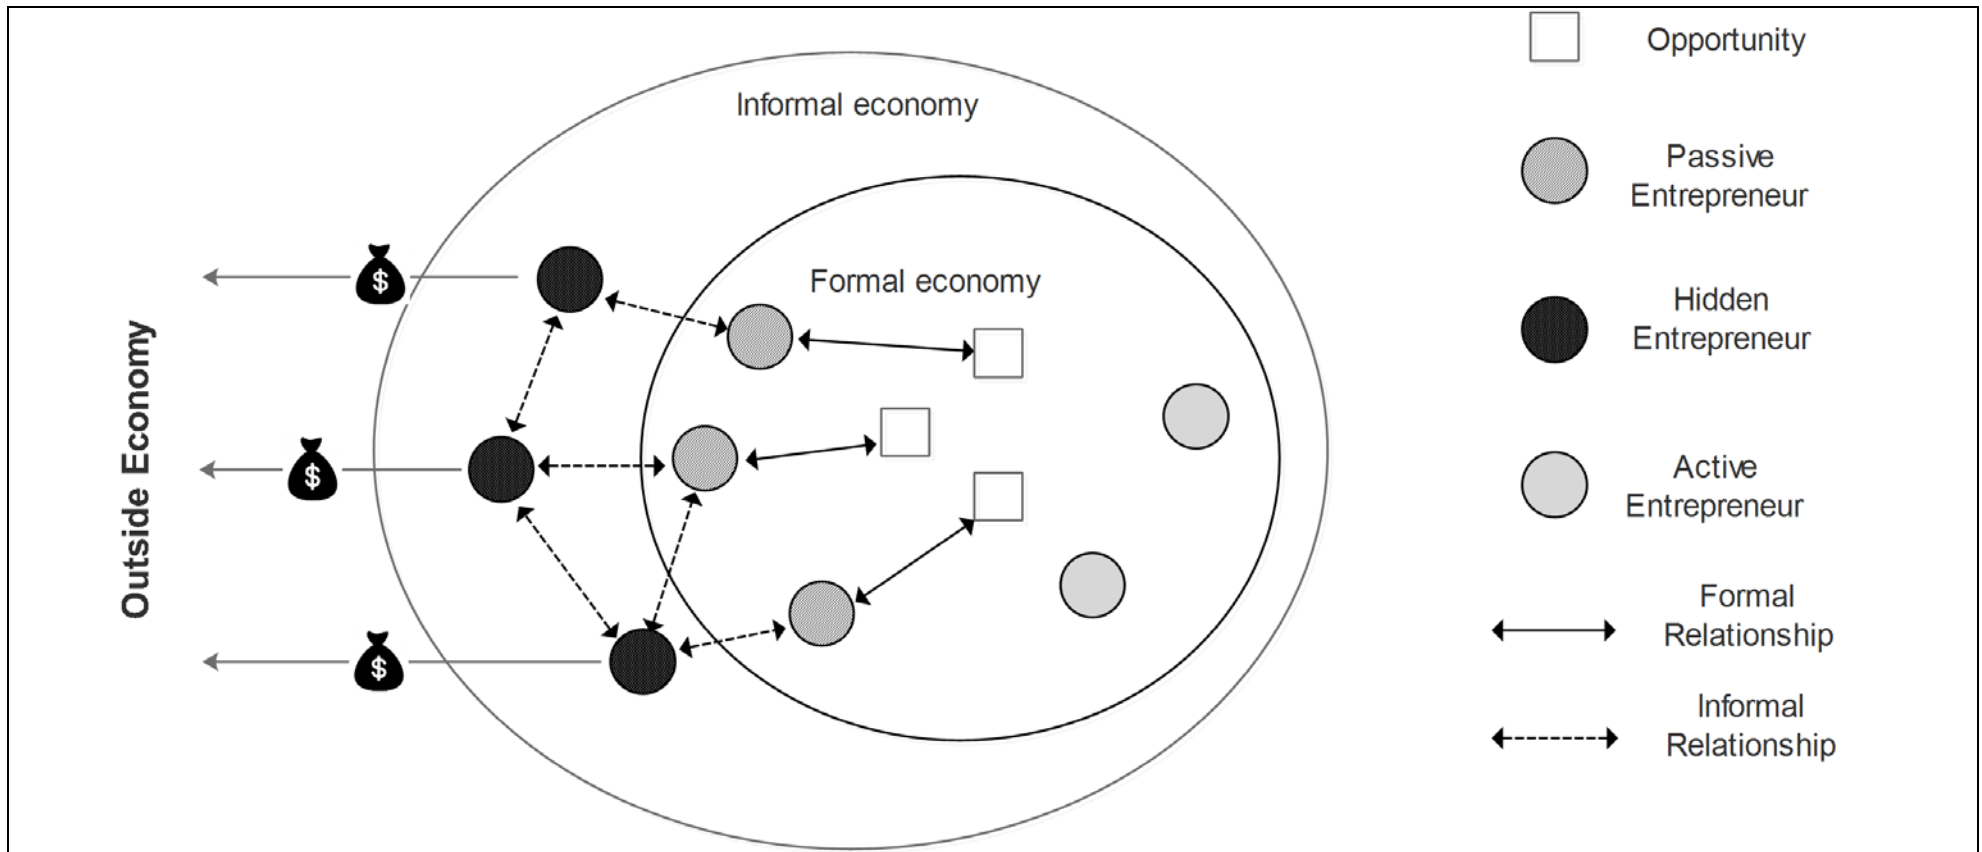 Opportunity
Informal economy
Passive
Entrepreneur
Formal economy
Hidden
Entrepreneur
$
$
$
Outside Economy
Active
Entrepreneur
Formal
Relationship
Informal
Relationship